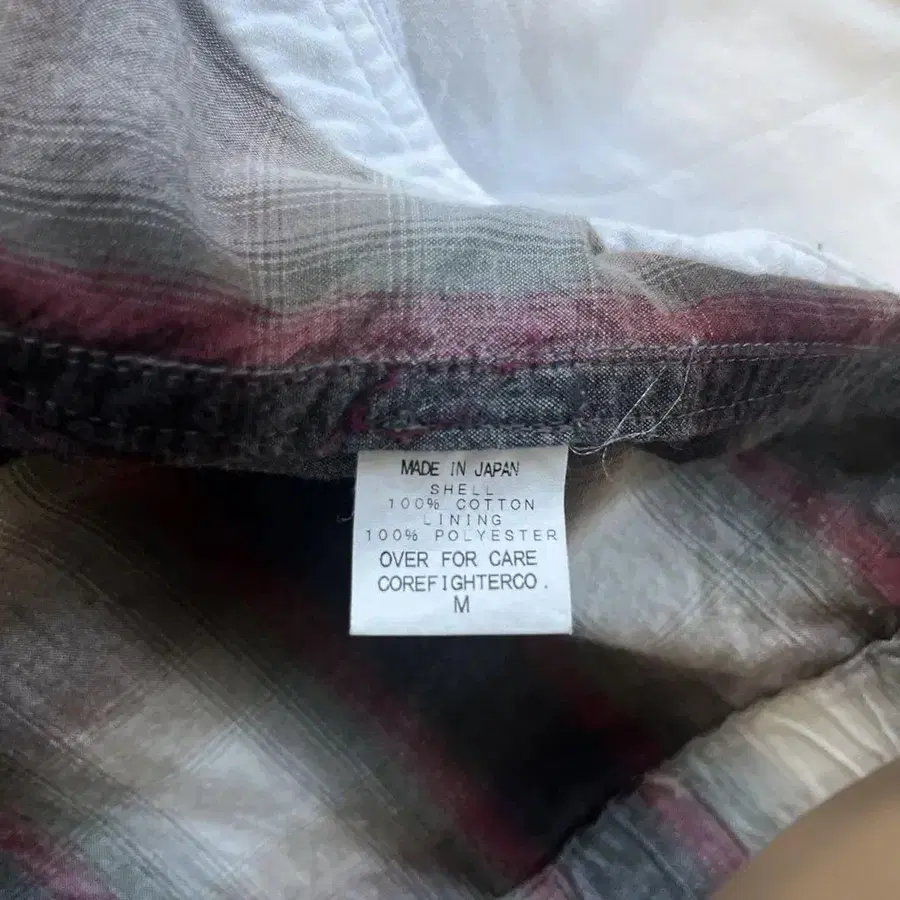 MADE IN JAPAN
SHELL
100% COTTON
LINING
100% POLYESTER
OVER FOR CARE
COREFIGHTERCO.
M